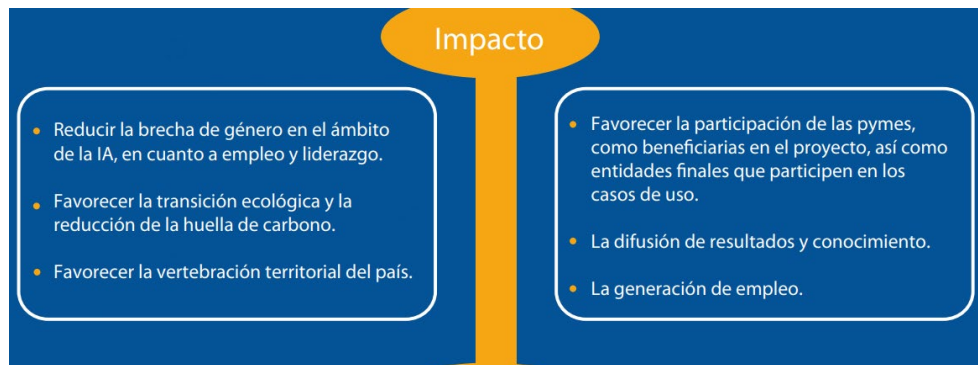 Impacto
• Reducir la brecha de género en el ámbito
de la IA, en cuanto a empleo y liderazgo.
• Favorecer la transición ecológica y la
reducción de la huella de carbono.
• Favorecer la vertebración territorial del país.
• Favorecer la participación de las pymes,
como beneficiarias en el proyecto, así como
entidades finales que participen en los
casos de uso.
• La difusión de resultados y conocimiento.
• La generación de empleo.